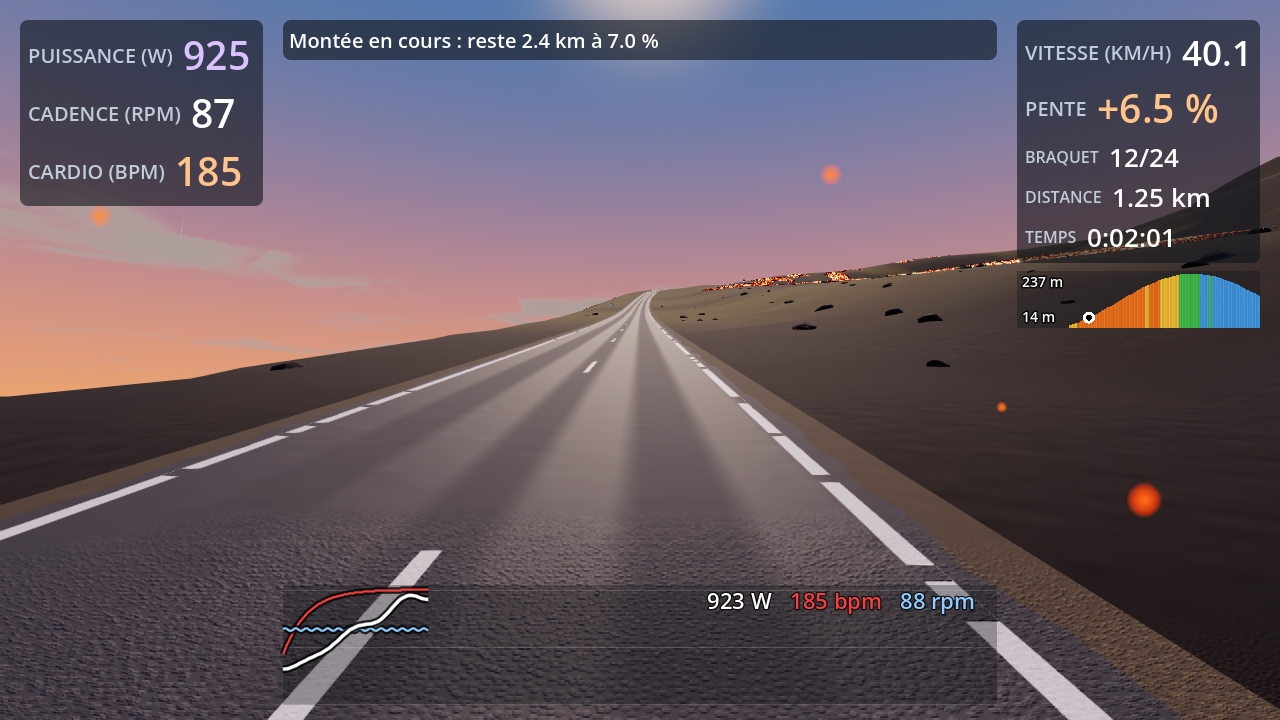 PUISSANCE (W) 925
CADENCE (RPM) 87
CARDIO (BPM) 185
Montée en cours : reste 2.4 km à 7.0 %
VITESSE (KM/H) 40.1
PENTE +6.5 %
BRAQUET 12/24
DISTANCE 1.25 km
TEMPS 0:02:01
237 m
14 m
923 W 185 bpm 88 rpm